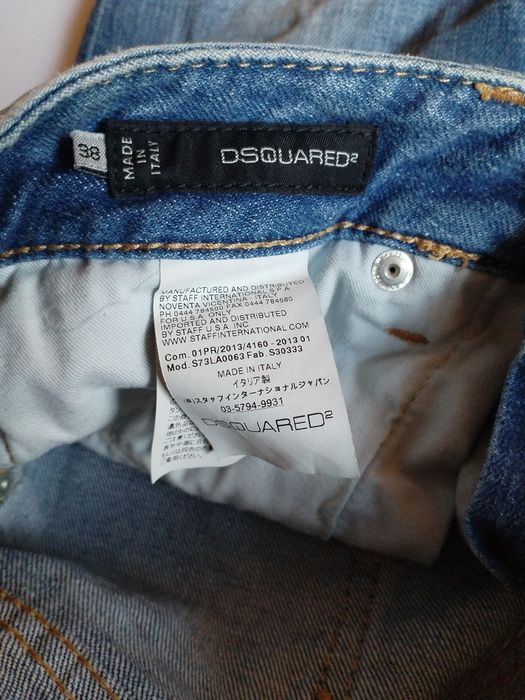 38
MADE
IN
ITALY
DSQUARED²
MANUFACTURED AND DISTRIBUTED
BY STAFF INTERNATIONAL S.P.A.
NOVENTA VICENTINA - ITALY
PH 0444 784500 FAX 0444 784580
FOR U.S.A. ONLY
IMPORTED AND DISTRIBUTED
BY STAFF U.S.A. INC
WWW.STAFFINTERNATIONAL.COM
Com. 01PR/2013/4160 - 2013 01
Mod. S73LA0063 Fab. S30333
MADE IN ITALY
イタリア製
(株)スタッフインターナショナルジャパン
03-5794-9931
DSQUARED²